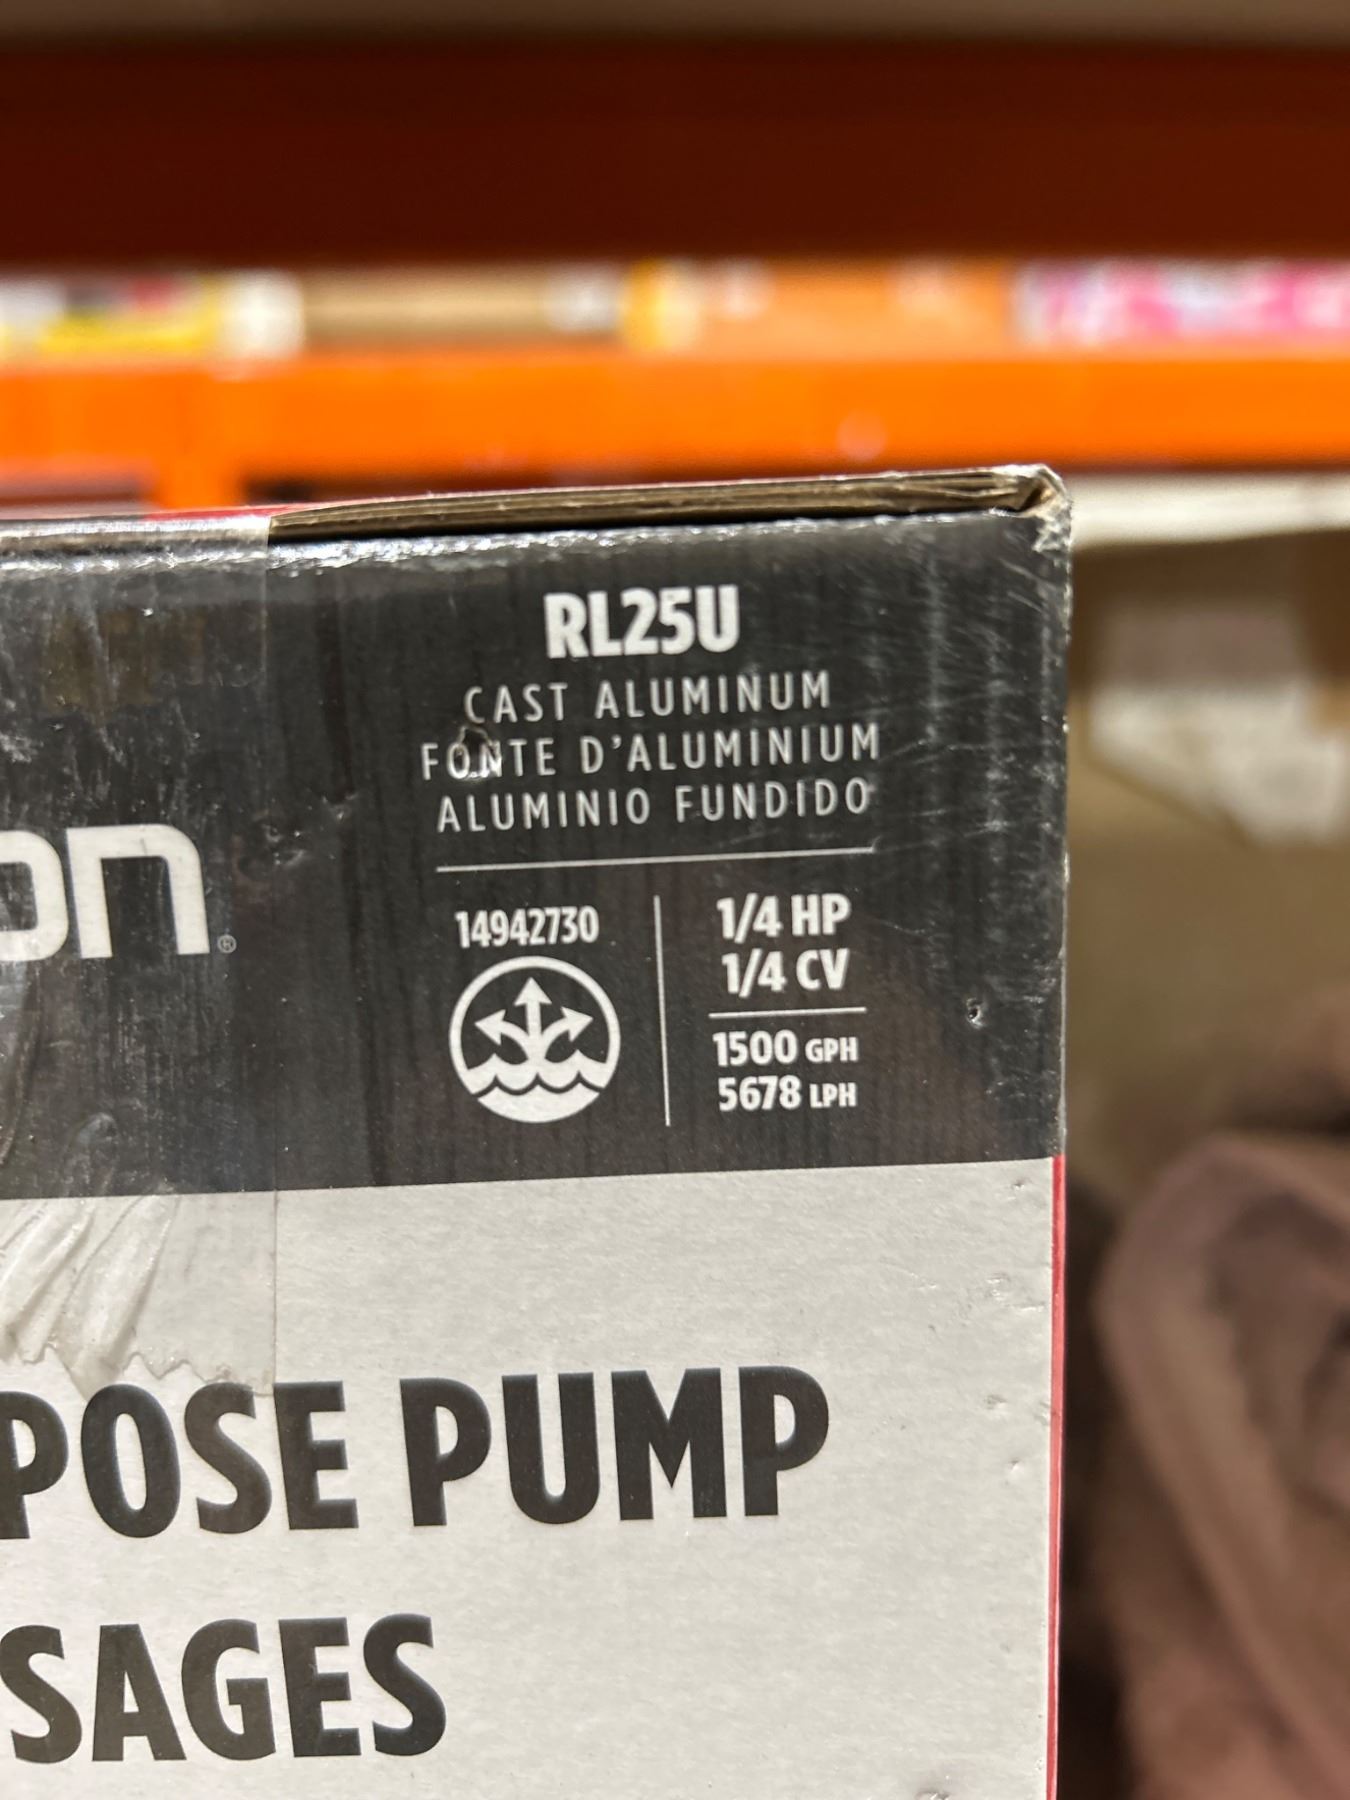 RL25U
CAST ALUMINUM
FONTE D'ALUMINIUM
ALUMINIO FUNDIDO
on®
14942730
1/4 HP
1/4 CV
1500 GPH
5678 LPH
POSE PUMP
SAGES